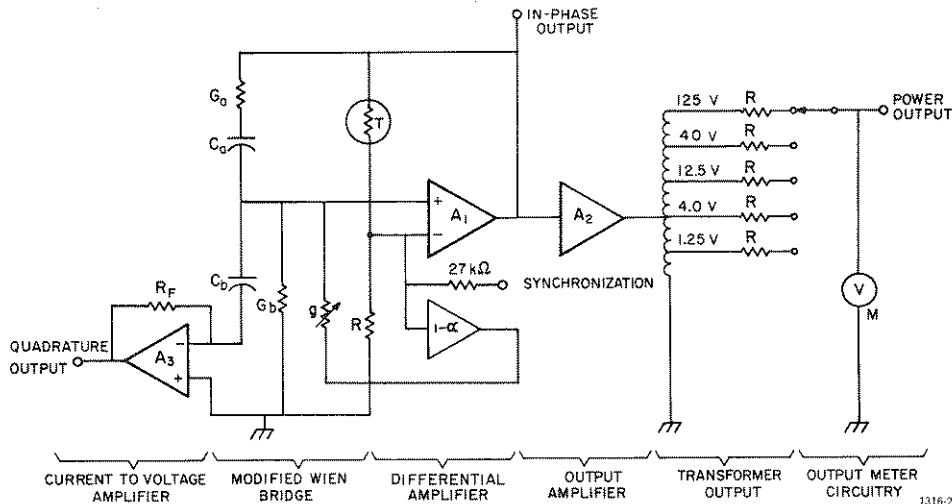 IN-PHASE
OUTPUT
Ga
Ca
T
125 V
R
POWER
OUTPUT
40 V
R
12.5 V
R
4.0 V
R
1.25 V
R
+
A1
-
A2
27kΩ
SYNCHRONIZATION
Cb
Gb
g
R
1-α
V
M
RF
QUADRATURE
OUTPUT
A3
-
+
CURRENT TO VOLTAGE
AMPLIFIER
MODIFIED WIEN
BRIDGE
DIFFERENTIAL
AMPLIFIER
OUTPUT
AMPLIFIER
TRANSFORMER
OUTPUT
OUTPUT METER
CIRCUITRY
1316-2